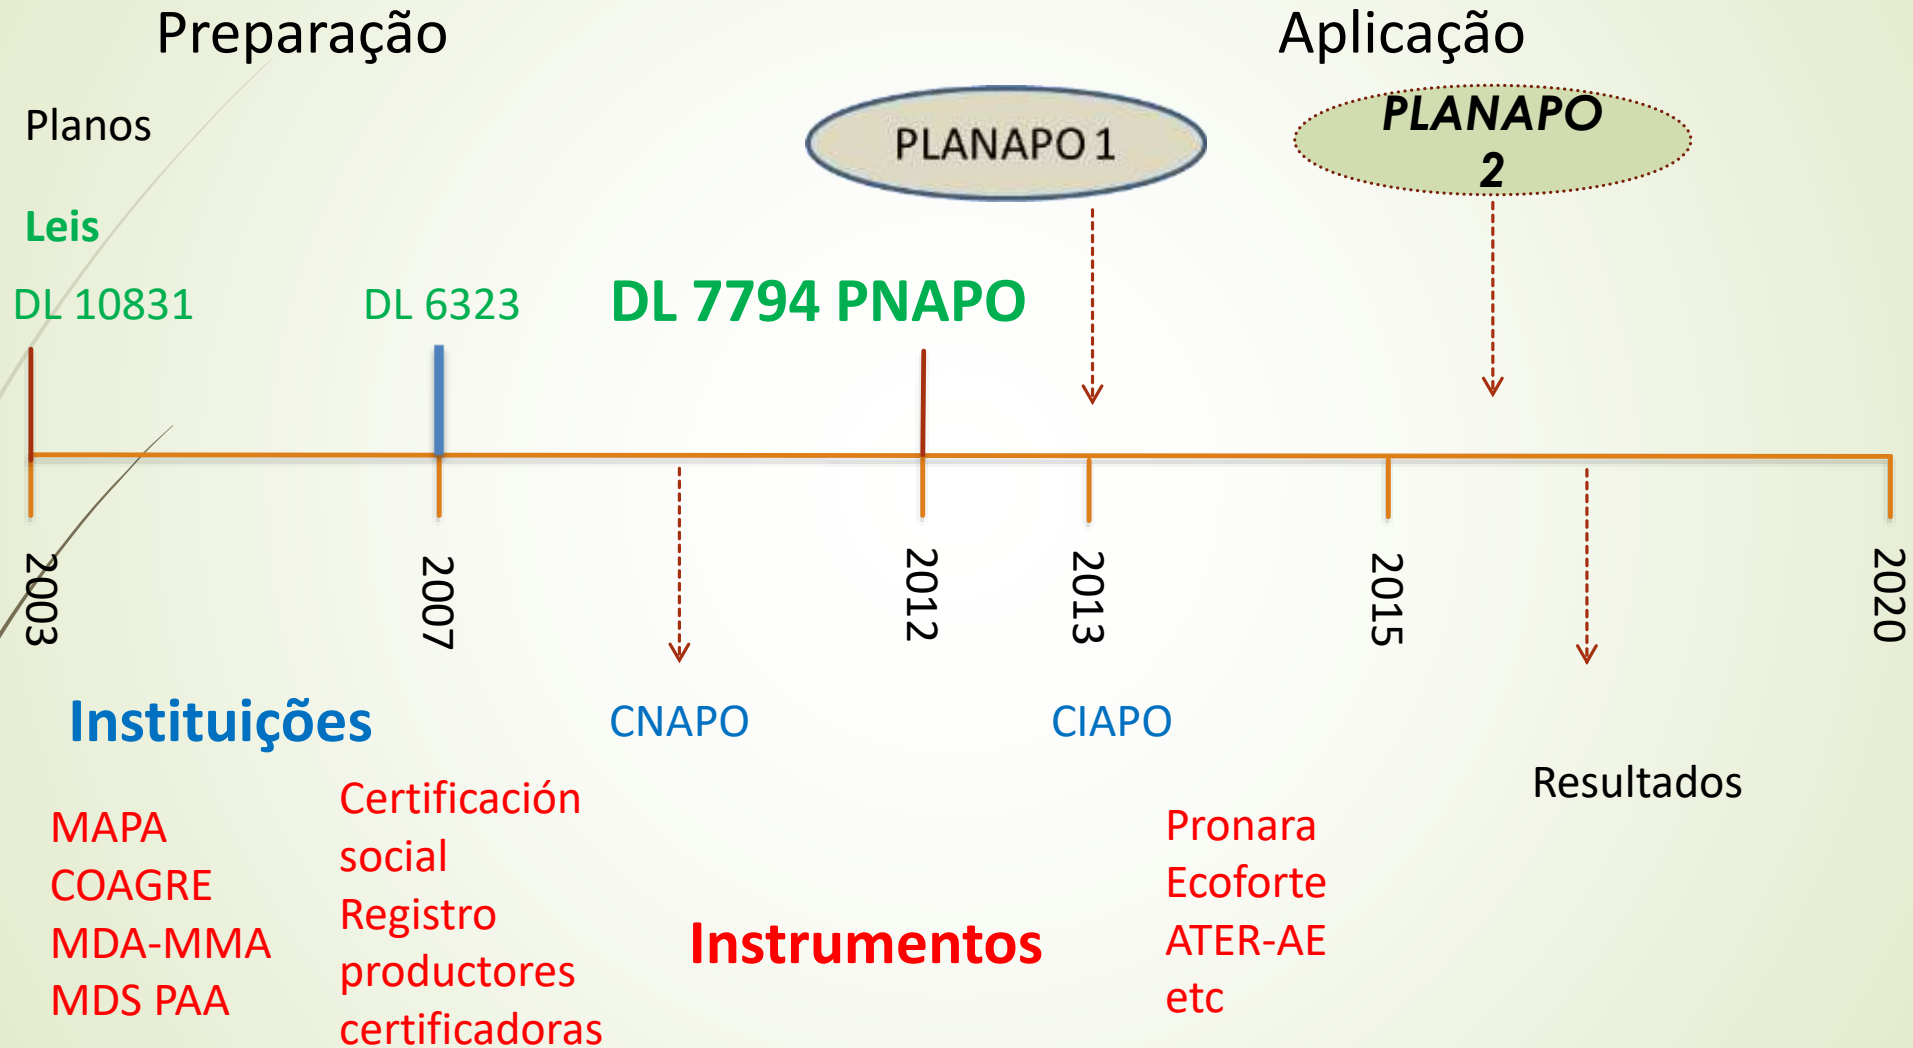 Preparação
Aplicação
Planos
PLANAPO 1
PLANAPO
2
Leis
DL 10831
DL 6323
DL 7794 PNAPO
2003
2007
2012
2013
2015
2020
Instituições
CNAPO
CIAPO
Resultados
MAPA
COAGRE
MDA-MMA
MDS PAA
Certificación
social
Registro
productores
certificadoras
Instrumentos
Pronara
Ecoforte
ATER-AE
etc